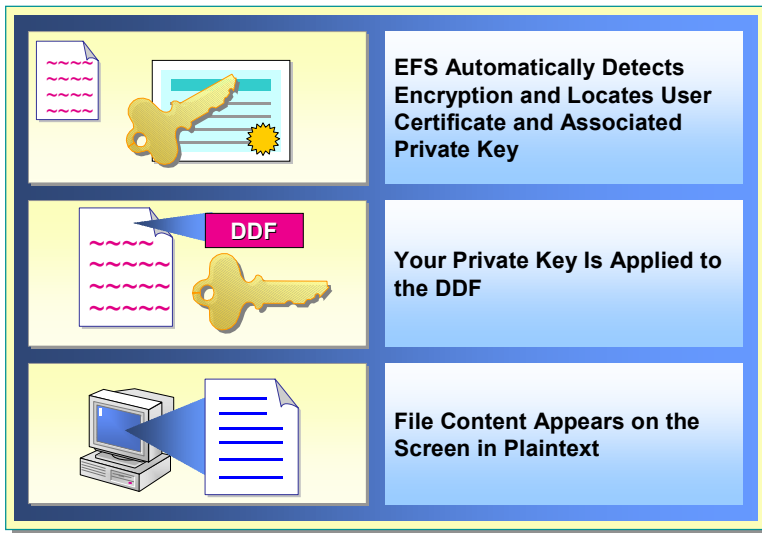 EFS Automatically Detects
Encryption and Locates User
Certificate and Associated
Private Key
DDF
Your Private Key Is Applied to
the DDF
File Content Appears on the
Screen in Plaintext